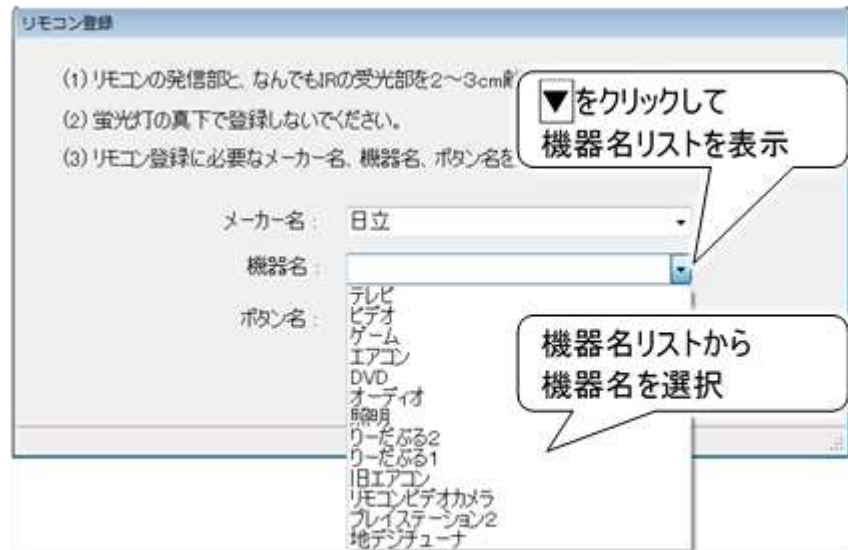 リモコン登録
(1)リモコンの発信部と、なんでもIRの受光部を2~3cm
(2)蛍光灯の真下で登録しないでください。
(3)リモコン登録に必要なメーカー名、機器名、ボタン名を
▼をクリックして
機器名リストを表示
メーカー名: 日立
機器名:
ボタン名:
テレビ
ビデオ
ゲーム
エアコン
DVD
オーディオ
照明
りーだぶる2
りーだぶる1
旧エアコン
リモコンビデオカメラ
プレイステーション2
地デジチューナ
機器名リストから
機器名を選択